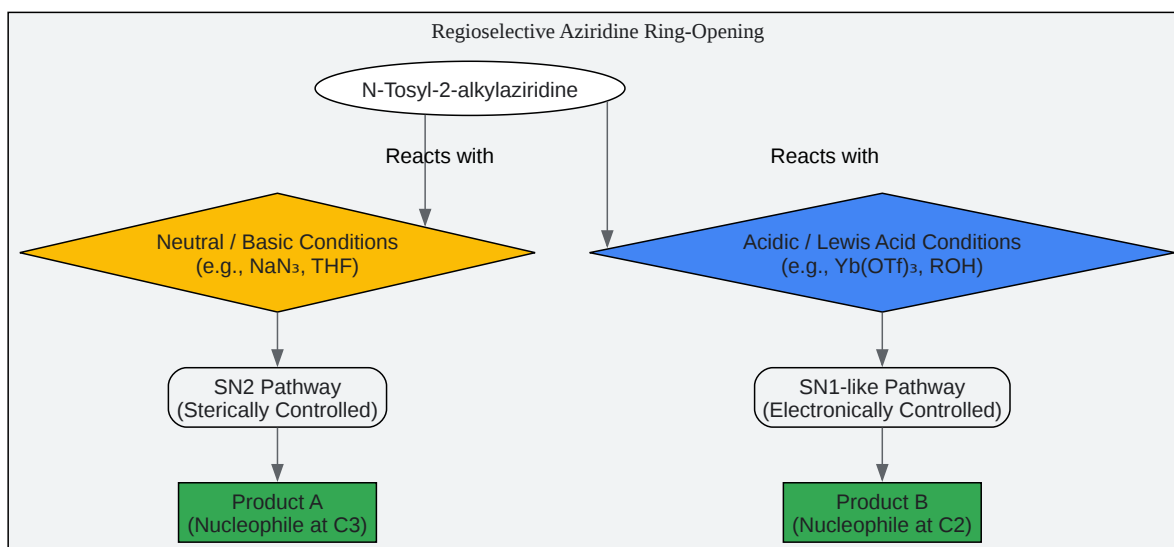 Regioselective Aziridine Ring-Opening
N-Tosyl-2-alkylaziridine
Reacts with
Reacts with
Neutral / Basic Conditions
(e.g., NaN₃, THF)
Acidic / Lewis Acid Conditions
(e.g., Yb(OTf)₃, ROH)
SN2 Pathway
(Sterically Controlled)
SN1-like Pathway
(Electronically Controlled)
Product A
(Nucleophile at C3)
Product B
(Nucleophile at C2)